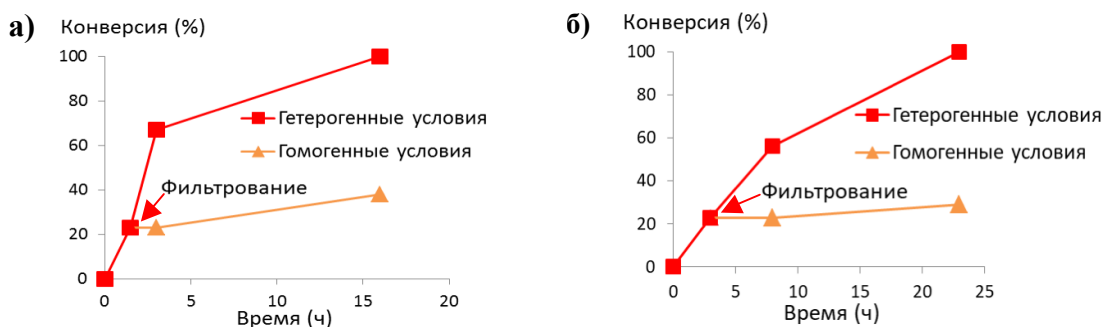 а)
Конверсия (%)
100
80
60
40
20
0
0
5
10
15
20
Время (ч)
Гетерогенные условия
Гомогенные условия
Фильтрование
б)
Конверсия (%)
100
80
60
40
20
0
0
5
10
15
20
25
Время (ч)
Гетерогенные условия
Гомогенные условия
Фильтрование